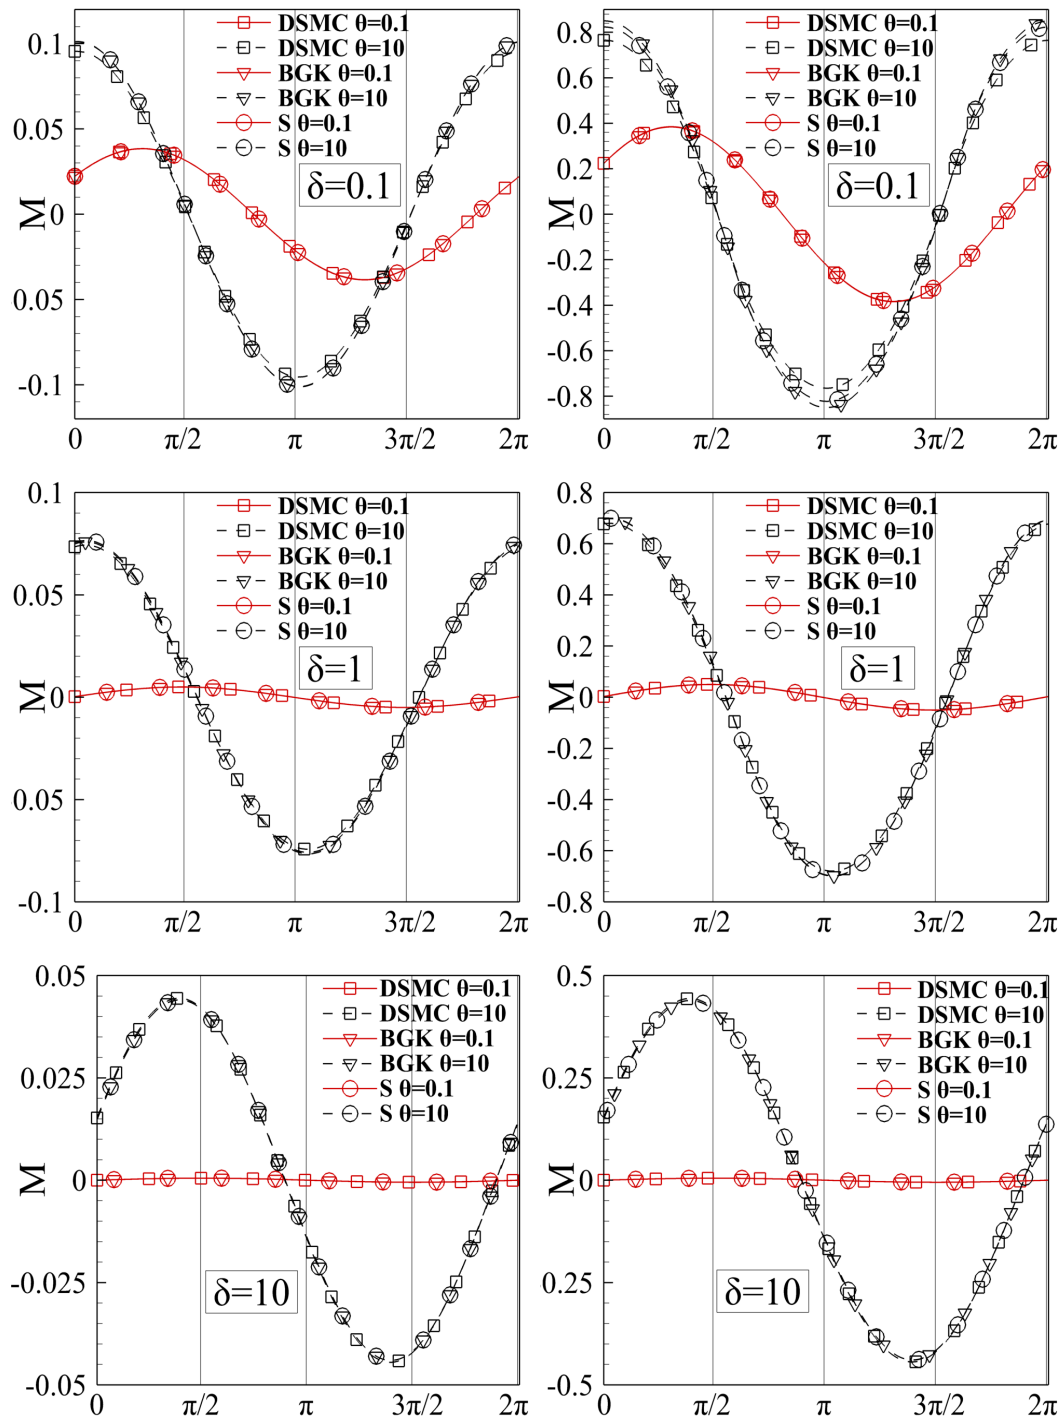 0.1
0.05
0
0.05
-0.1
M
DSMC θ=0.1
DSMC θ=10
BGK θ=0.1
BGK θ=10
S θ=0.1
S θ=10
δ=0.1
0 π/2 π 3π/2 2π
0.8
0.6
0.4
0.2
0
-0.2
-0.4
-0.6
-0.8
M
DSMC θ=0.1
DSMC θ=10
BGK θ=0.1
BGK θ=10
S θ=0.1
S θ=10
δ=0.1
0 π/2 π 3π/2 2π
0.1
0.05
0
0.05
-0.1
M
DSMC θ=0.1
DSMC θ=10
BGK θ=0.1
BGK θ=10
S θ=0.1
S θ=10
δ=1
0 π/2 π 3π/2 2π
0.8
0.6
0.4
0.2
0
-0.2
-0.4
-0.6
0.8
M
DSMC θ=0.1
DSMC θ=10
BGK θ=0.1
BGK θ=10
S θ=0.1
S θ=10
δ=1
0 π/2 π 3π/2 2π
0.05
0.025
0
-0.025
-0.05
M
DSMC θ=0.1
DSMC θ=10
BGK θ=0.1
BGK θ=10
S θ=0.1
S θ=10
δ=10
0 π/2 π 3π/2 2π
0.5
0.25
0
0.25
-0.5
M
DSMC θ=0.1
DSMC θ=10
BGK θ=0.1
BGK θ=10
S θ=0.1
S θ=10
δ=10
0 π/2 π 3π/2 2π